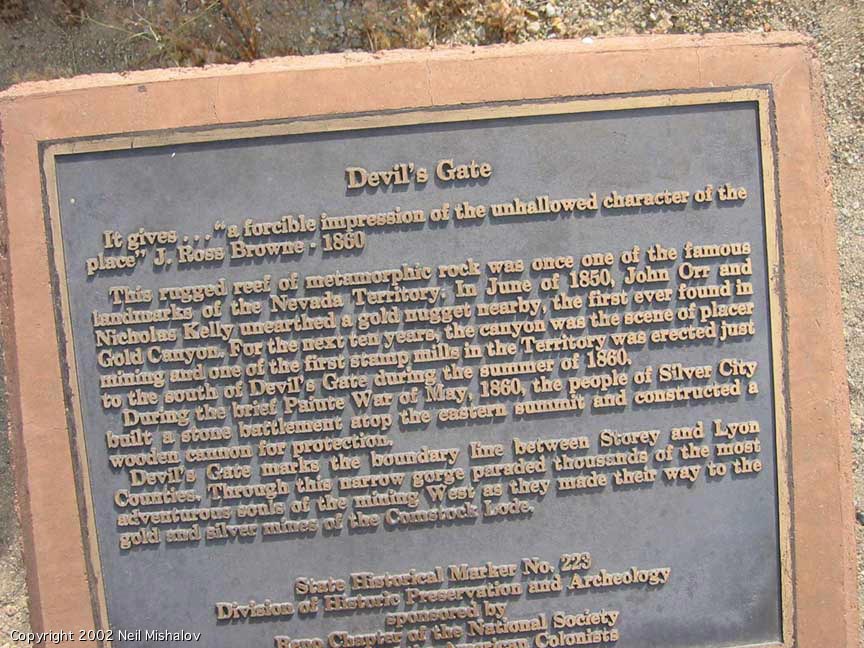 Devil's Gate
It gives . . . "a forcible impression of the unhallowed character of the
place" J. Ross Browne - 1860
This rugged reef of metamorphic rock was once one of the famous
landmarks of the Nevada Territory. In June of 1850, John Orr and
Nicholas Kelly unearthed a gold nugget nearby, the first ever found in
Gold Canyon. For the next ten years, the canyon was the scene of placer
mining and one of the first stamp mills in the Territory was erected just
to the south of Devil's Gate during the summer of 1860.
During the brief Paiute War of May, 1860, the people of Silver City
built a stone battlement atop the eastern summit and constructed a
wooden cannon for protection.
Devil's Gate marks the boundary line between Storey and Lyon
Counties. Through this narrow gorge paraded thousands of the most
adventurous souls of the mining West as they made their way to the
gold and silver mines of the Comstock Lode.
State Historical Marker No. 223
Division of Historic Preservation and Archeology
sponsored by
Reno Chapter of the National Society
American Colonists
Copyright 2002 Neil Mishalov